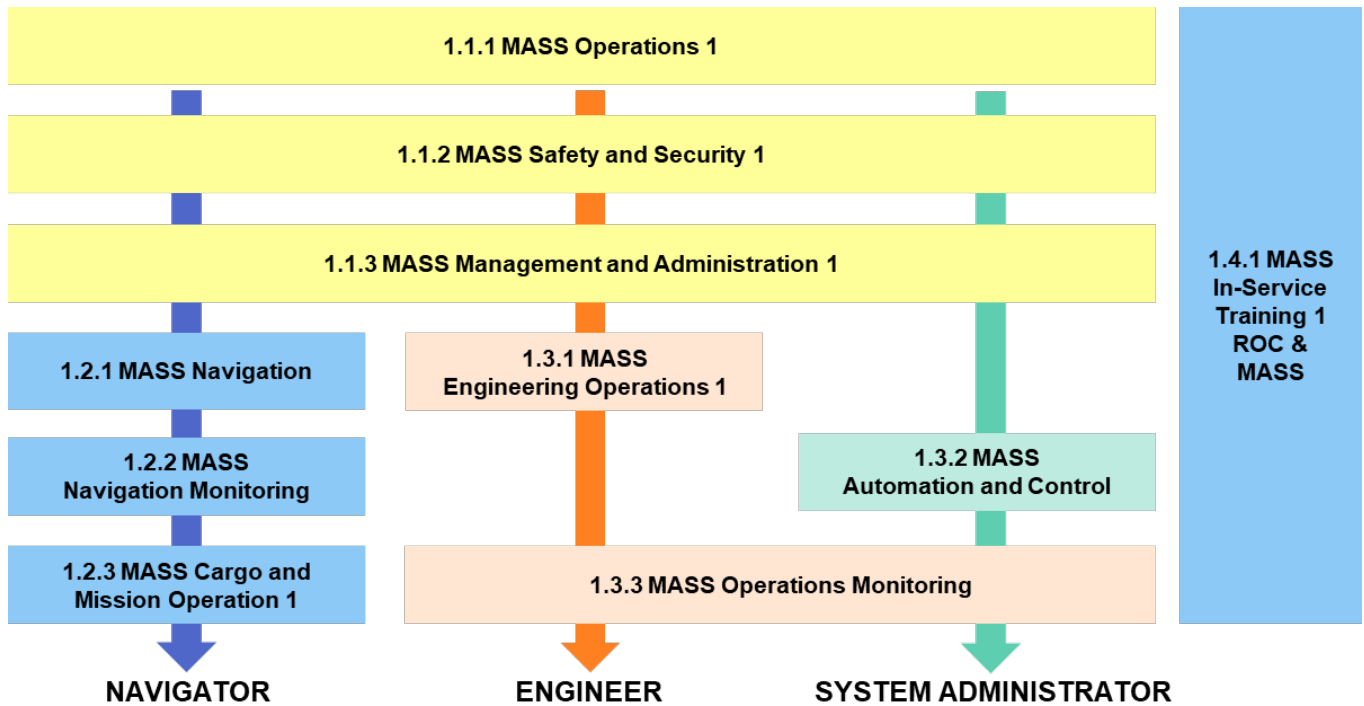 1.1.1 MASS Operations 1
1.1.2 MASS Safety and Security 1
1.1.3 MASS Management and Administration 1
1.4.1 MASS
In-Service
Training 1
ROC &
MASS
1.2.1 MASS Navigation
1.3.1 MASS
Engineering Operations 1
1.2.2 MASS
Navigation Monitoring
1.3.2 MASS
Automation and Control
1.2.3 MASS Cargo and
Mission Operation 1
1.3.3 MASS Operations Monitoring
NAVIGATOR
ENGINEER
SYSTEM ADMINISTRATOR